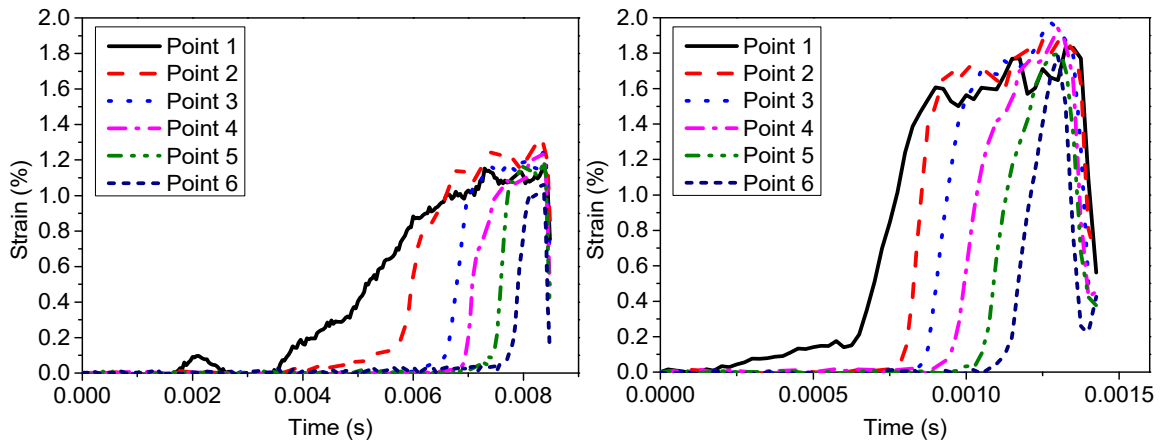 2.0
1.8
1.6
1.4
1.2
1.0
0.8
0.6
0.4
0.2
0.0
Strain (%)
Point 1
Point 2
Point 3
Point 4
Point 5
Point 6
0.000 0.002 0.004 0.006 0.008
Time (s)
2.0
1.8
1.6
1.4
1.2
1.0
0.8
0.6
0.4
0.2
0.0
Strain (%)
Point 1
Point 2
Point 3
Point 4
Point 5
Point 6
0.0000 0.0005 0.0010 0.0015
Time (s)